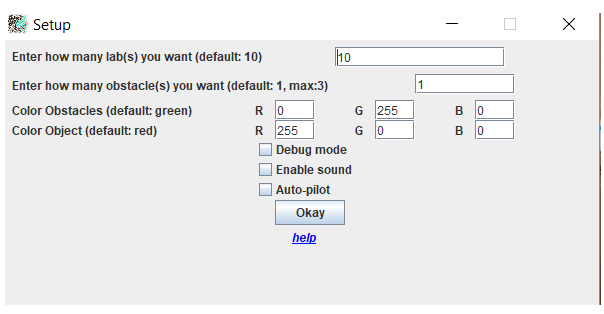 Setup
Enter how many lab(s) you want (default: 10) 10
Enter how many obstacle(s) you want (default: 1, max:3) 1
Color Obstacles (default: green) R 0 G 255 B 0
Color Object (default: red) R 255 G 0 B 0
Debug mode
Enable sound
Auto-pilot
Okay
help